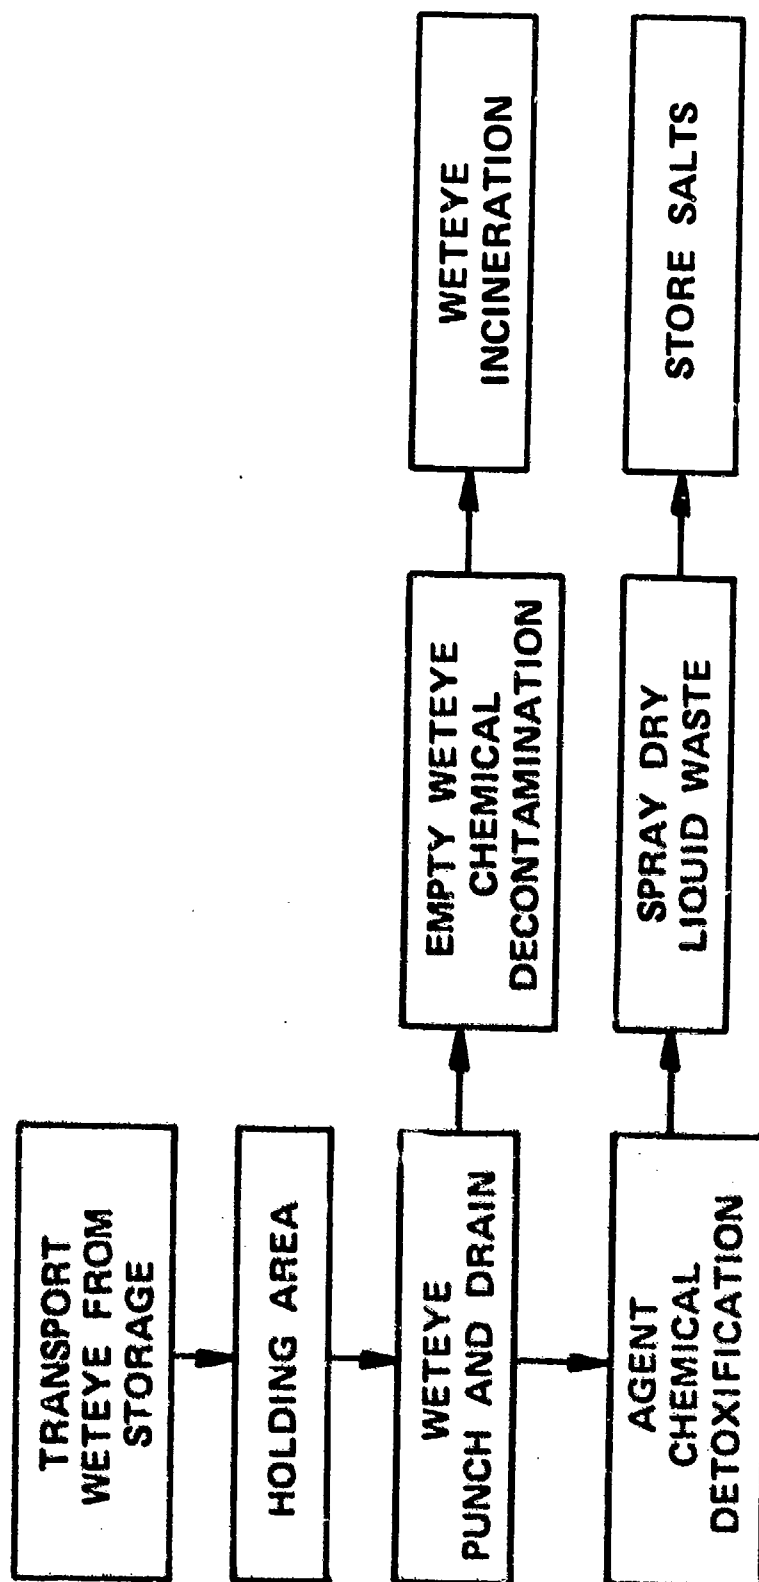 TRANSPORT
WETEYE FROM
STORAGE
HOLDING AREA
WETEYE
PUNCH AND DRAIN
EMPTY WETEYE
CHEMICAL
DECONTAMINATION
WETEYE
INCINERATION
AGENT
CHEMICAL
DETOXIFICATION
SPRAY DRY
LIQUID WASTE
STORE SALTS